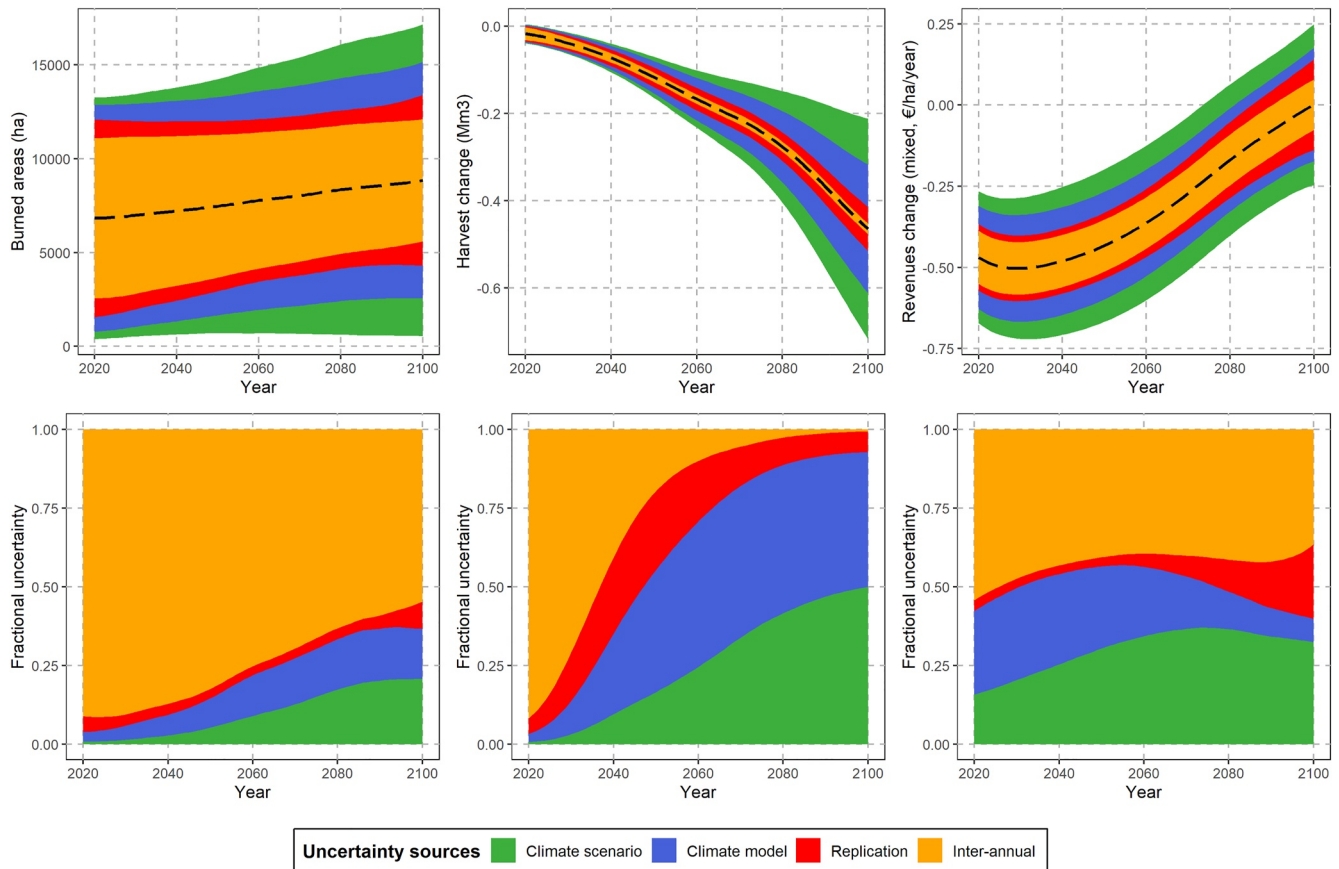 Burned areas (ha)
15000
10000
5000
0
2020 2040 2060 2080 2100
Year
Harvest change (Mm3)
0.0
-0.2
-0.4
-0.6
2020 2040 2060 2080 2100
Year
Revenues change (mixed, €/ha/year)
0.25
0.00
-0.25
-0.50
-0.75
2020 2040 2060 2080 2100
Year
Fractional uncertainty
1.00
0.75
0.50
0.25
0.00
2020 2040 2060 2080 2100
Year
Fractional uncertainty
1.00
0.75
0.50
0.25
0.00
2020 2040 2060 2080 2100
Year
Fractional uncertainty
1.00
0.75
0.50
0.25
0.00
2020 2040 2060 2080 2100
Year
Uncertainty sources Climate scenario Climate model Replication Inter-annual